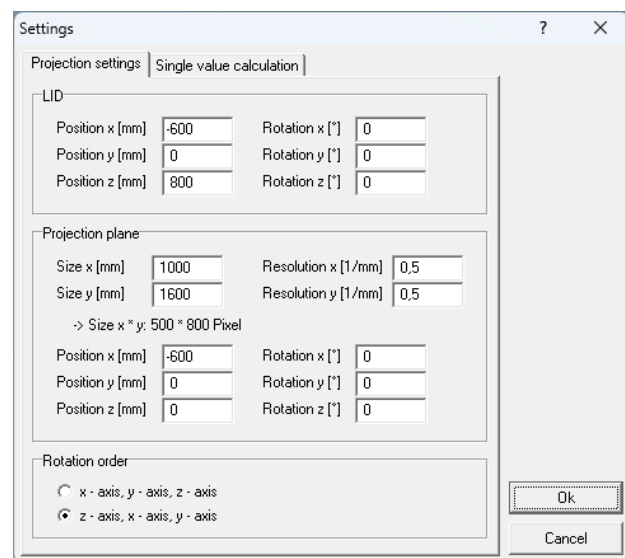 Settings ? ×
Projection settings Single value calculation
LID
Position x [mm] -600 Rotation x [°] 0
Position y [mm] 0 Rotation y [°] 0
Position z [mm] 800 Rotation z [°] 0
Projection plane
Size x [mm] 1000 Resolution x [1/mm] 0,5
Size y [mm] 1600 Resolution y [1/mm] 0,5
-> Size x * y: 500 * 800 Pixel
Position x [mm] -600 Rotation x [°] 0
Position y [mm] 0 Rotation y [°] 0
Position z [mm] 0 Rotation z [°] 0
Rotation order
x - axis, y - axis, z - axis
z - axis, x - axis, y - axis
Ok
Cancel